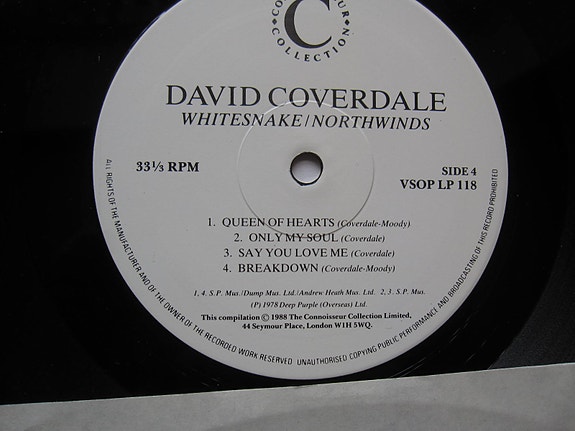 C
COLLECTION
DAVID COVERDALE
WHITESNAKE/NORTHWINDS
33⅓ RPM
SIDE 4
VSOP LP 118
1. QUEEN OF HEARTS (Coverdale-Moody)
2. ONLY MY SOUL (Coverdale)
3. SAY YOU LOVE ME (Coverdale)
4. BREAKDOWN (Coverdale-Moody)
1, 4. S.P. Mus./Dump Mus. Ltd./Andrew Heath Mus. Ltd. 2, 3. S.P. Mus.
(P) 1978 Deep Purple (Overseas) Ltd.
This compilation © 1988 The Connoisseur Collection Limited,
44 Seymour Place, London W1H 5WQ.
ALL RIGHTS OF THE MANUFACTURER AND OF THE OWNER OF THE RECORDED WORK RESERVED UNAUTHORISED COPYING PUBLIC PERFORMANCE AND BROADCASTING OF THIS RECORD PROHIBITED